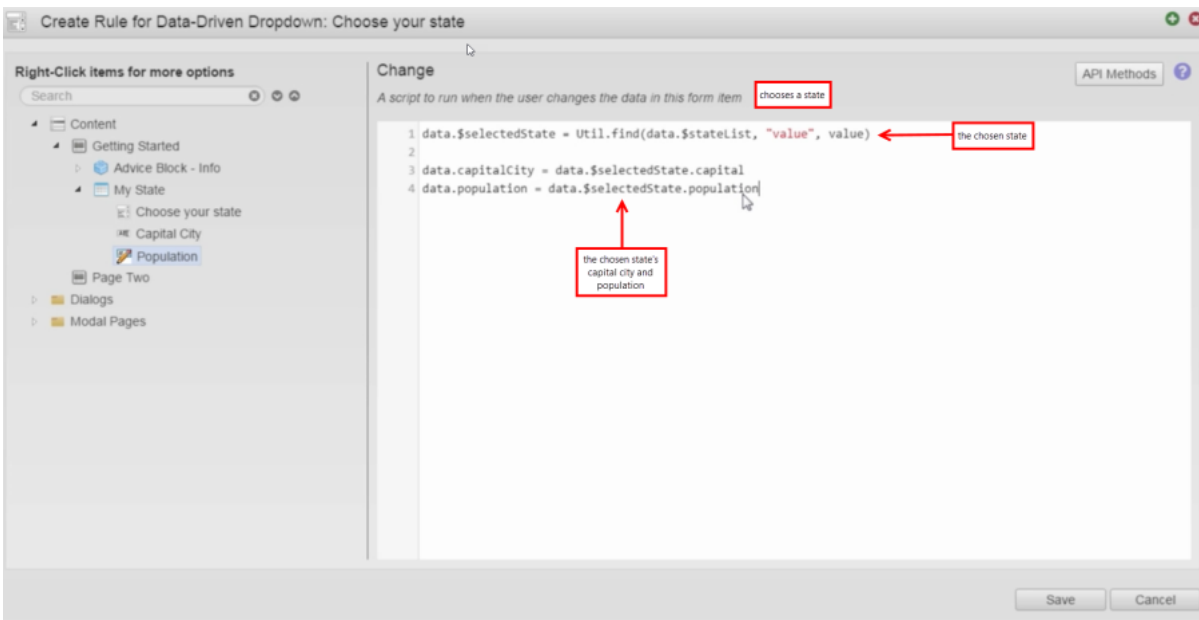 Create Rule for Data-Driven Dropdown: Choose your state
Right-Click items for more options
Search
Content
Getting Started
Advice Block - Info
My State
Choose your state
Capital City
Population
Page Two
Dialogs
Modal Pages
Change
API Methods
?
A script to run when the user changes the data in this form item
chooses a state
1 data.$selectedState = Util.find(data.$stateList, "value", value)
the chosen state
2
3 data.capitalCity = data.$selectedState.capital
4 data.population = data.$selectedState.population
the chosen state's
capital city and
population
Save
Cancel